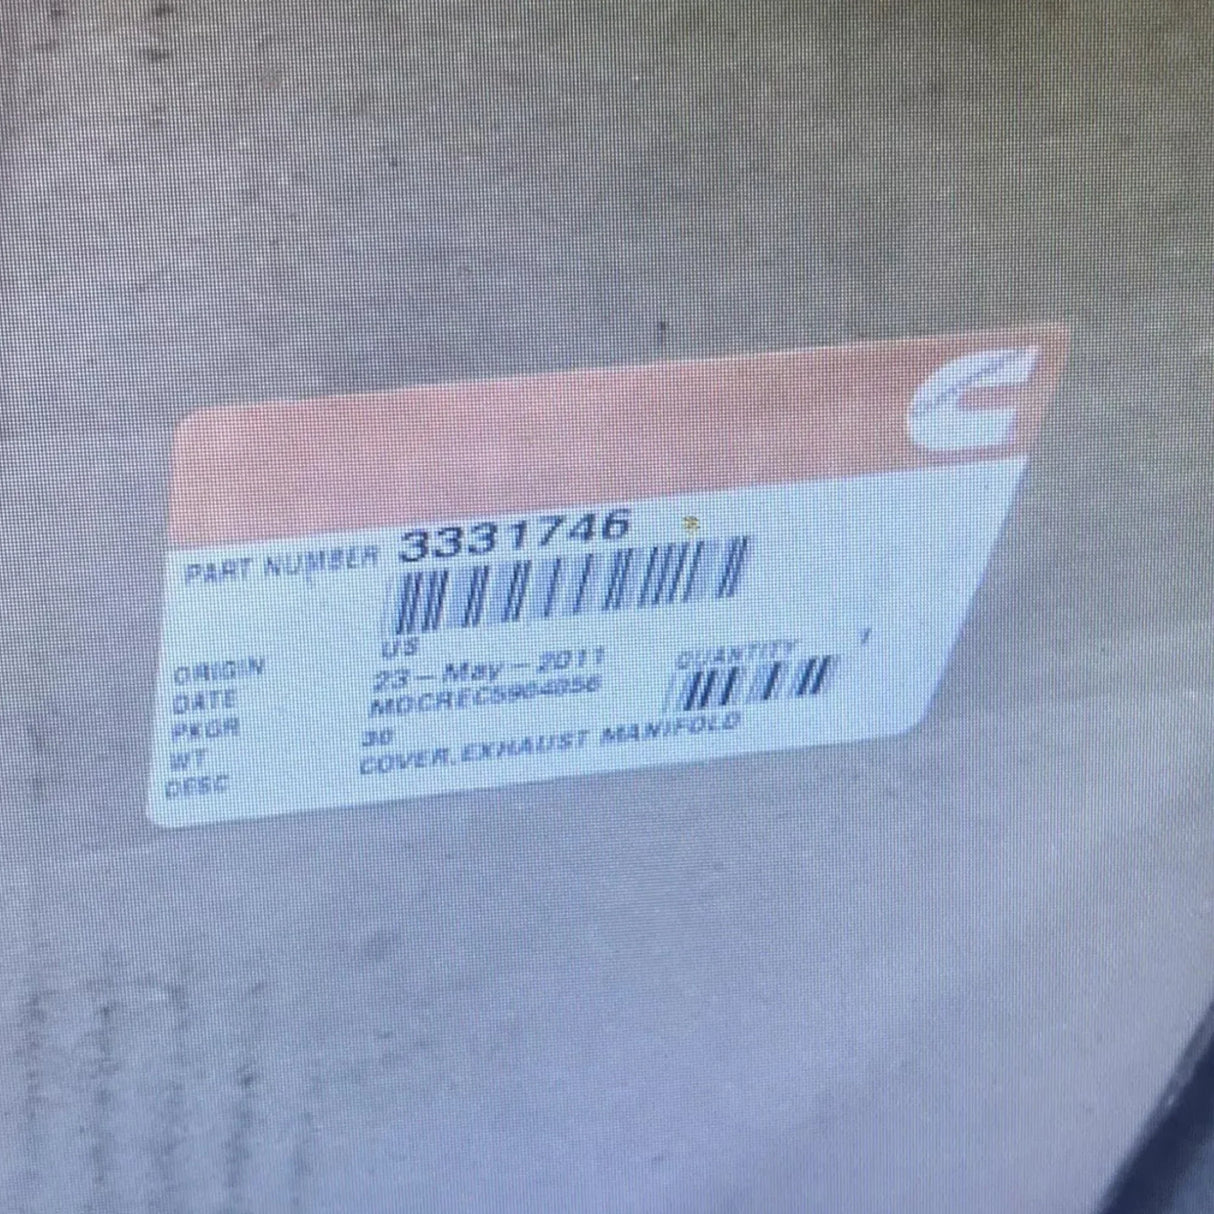 PART NUMBER 3331746
ORIGIN US
DATE 23-May-2011
PKGR MDCREC5904056
WT 30
DESC COVER,EXHAUST MANIFOLD
QUANTITY 1